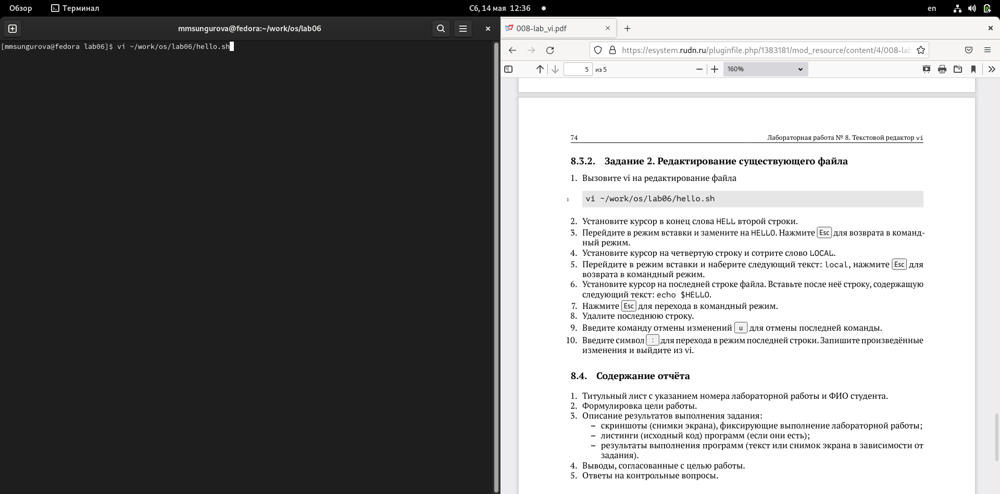 Обзор
Терминал
Сб, 14 мая 12:36
en
mmsungurova@fedora:~/work/os/lab06
[mmsungurova@fedora lab06]$ vi ~/work/os/lab06/hello.sh
008-lab_vi.pdf
https://esystem.rudn.ru/pluginfile.php/1383181/mod_resource/content/4/008-lab
5 из 5
160%
74 Лабораторная работа № 8. Текстовой редактор vi
8.3.2. Задание 2. Редактирование существующего файла
1. Вызовите vi на редактирование файла
1 vi ~/work/os/lab06/hello.sh
2. Установите курсор в конец слова HELL второй строки.
3. Перейдите в режим вставки и замените на HELLO. Нажмите Esc для возврата в команд-
ный режим.
4. Установите курсор на четвертую строку и сотрите слово LOCAL.
5. Перейдите в режим вставки и наберите следующий текст: local, нажмите Esc для
возврата в командный режим.
6. Установите курсор на последней строке файла. Вставьте после неё строку, содержащую
следующий текст: echo $HELLO.
7. Нажмите Esc для перехода в командный режим.
8. Удалите последнюю строку.
9. Введите команду отмены изменений u для отмены последней команды.
10. Введите символ : для перехода в режим последней строки. Запишите произведённые
изменения и выйдите из vi.
8.4. Содержание отчёта
1. Титульный лист с указанием номера лабораторной работы и ФИО студента.
2. Формулировка цели работы.
3. Описание результатов выполнения задания:
– скриншоты (снимки экрана), фиксирующие выполнение лабораторной работы;
– листинги (исходный код) программ (если они есть);
– результаты выполнения программ (текст или снимок экрана в зависимости от
задания).
4. Выводы, согласованные с целью работы.
5. Ответы на контрольные вопросы.